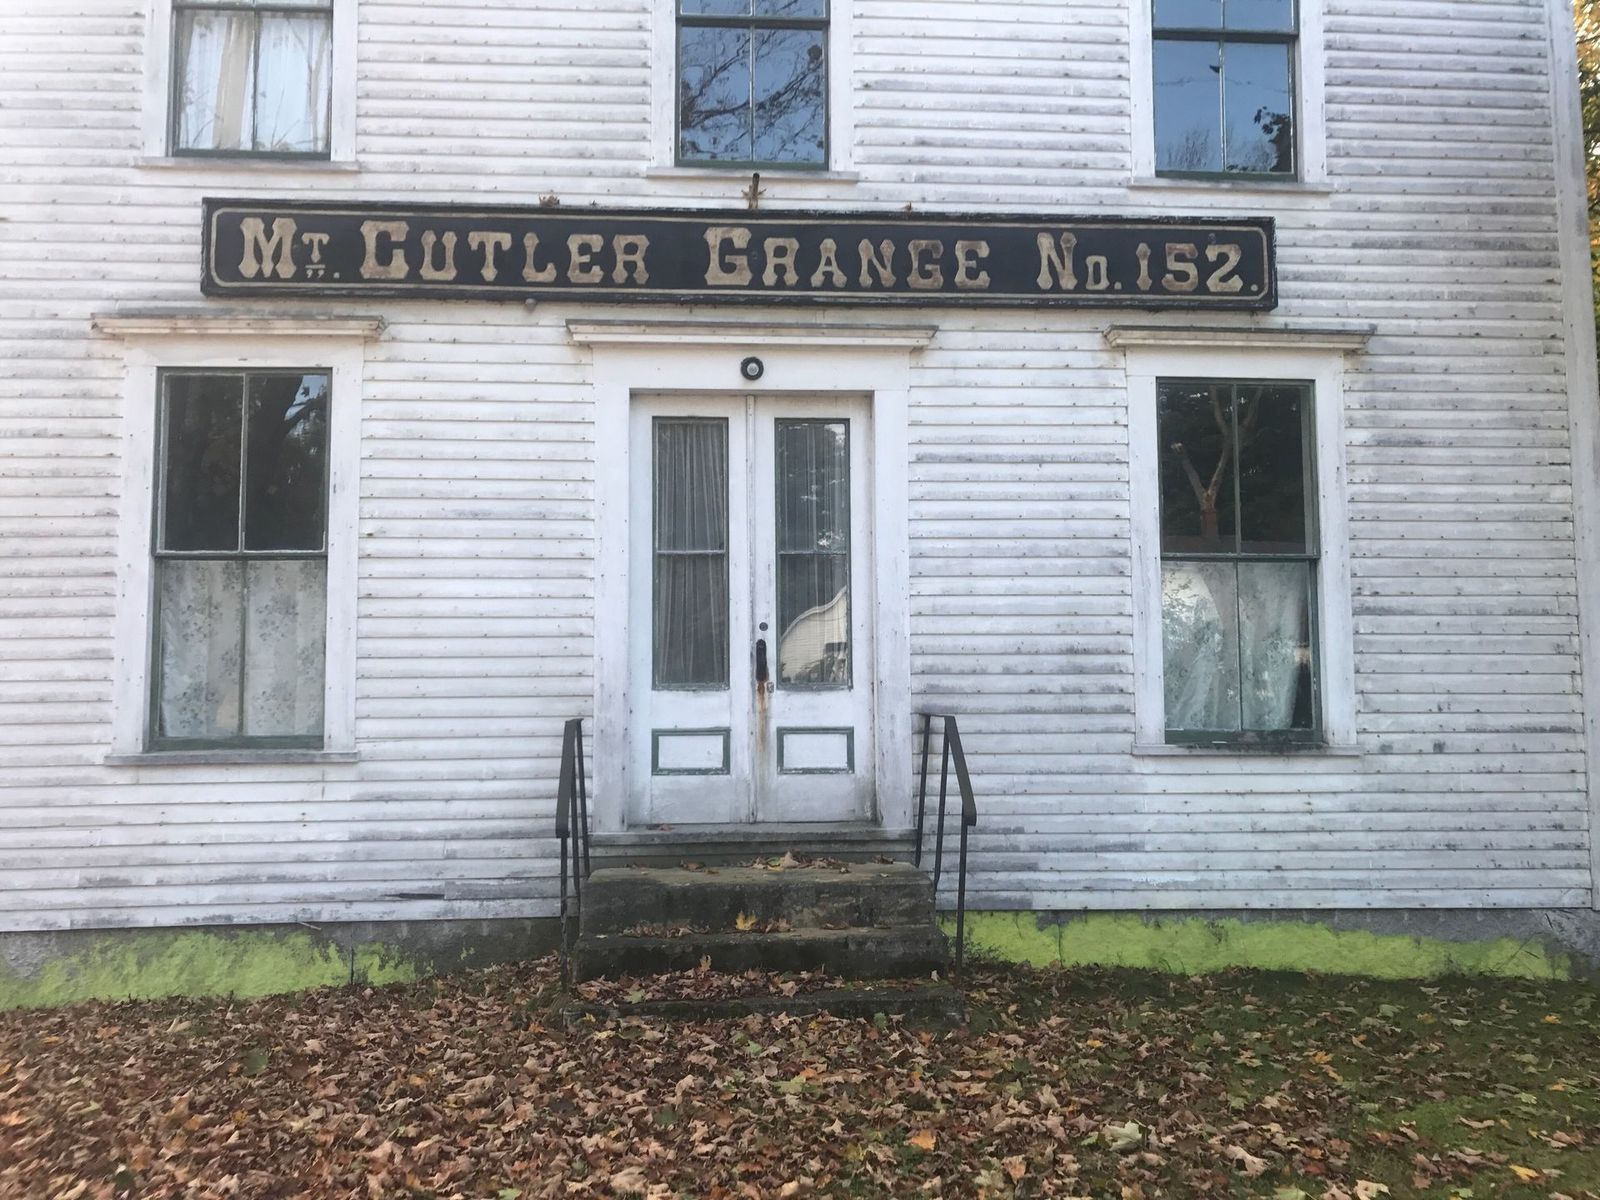 MT. CUTLER GRANGE NO. 152.